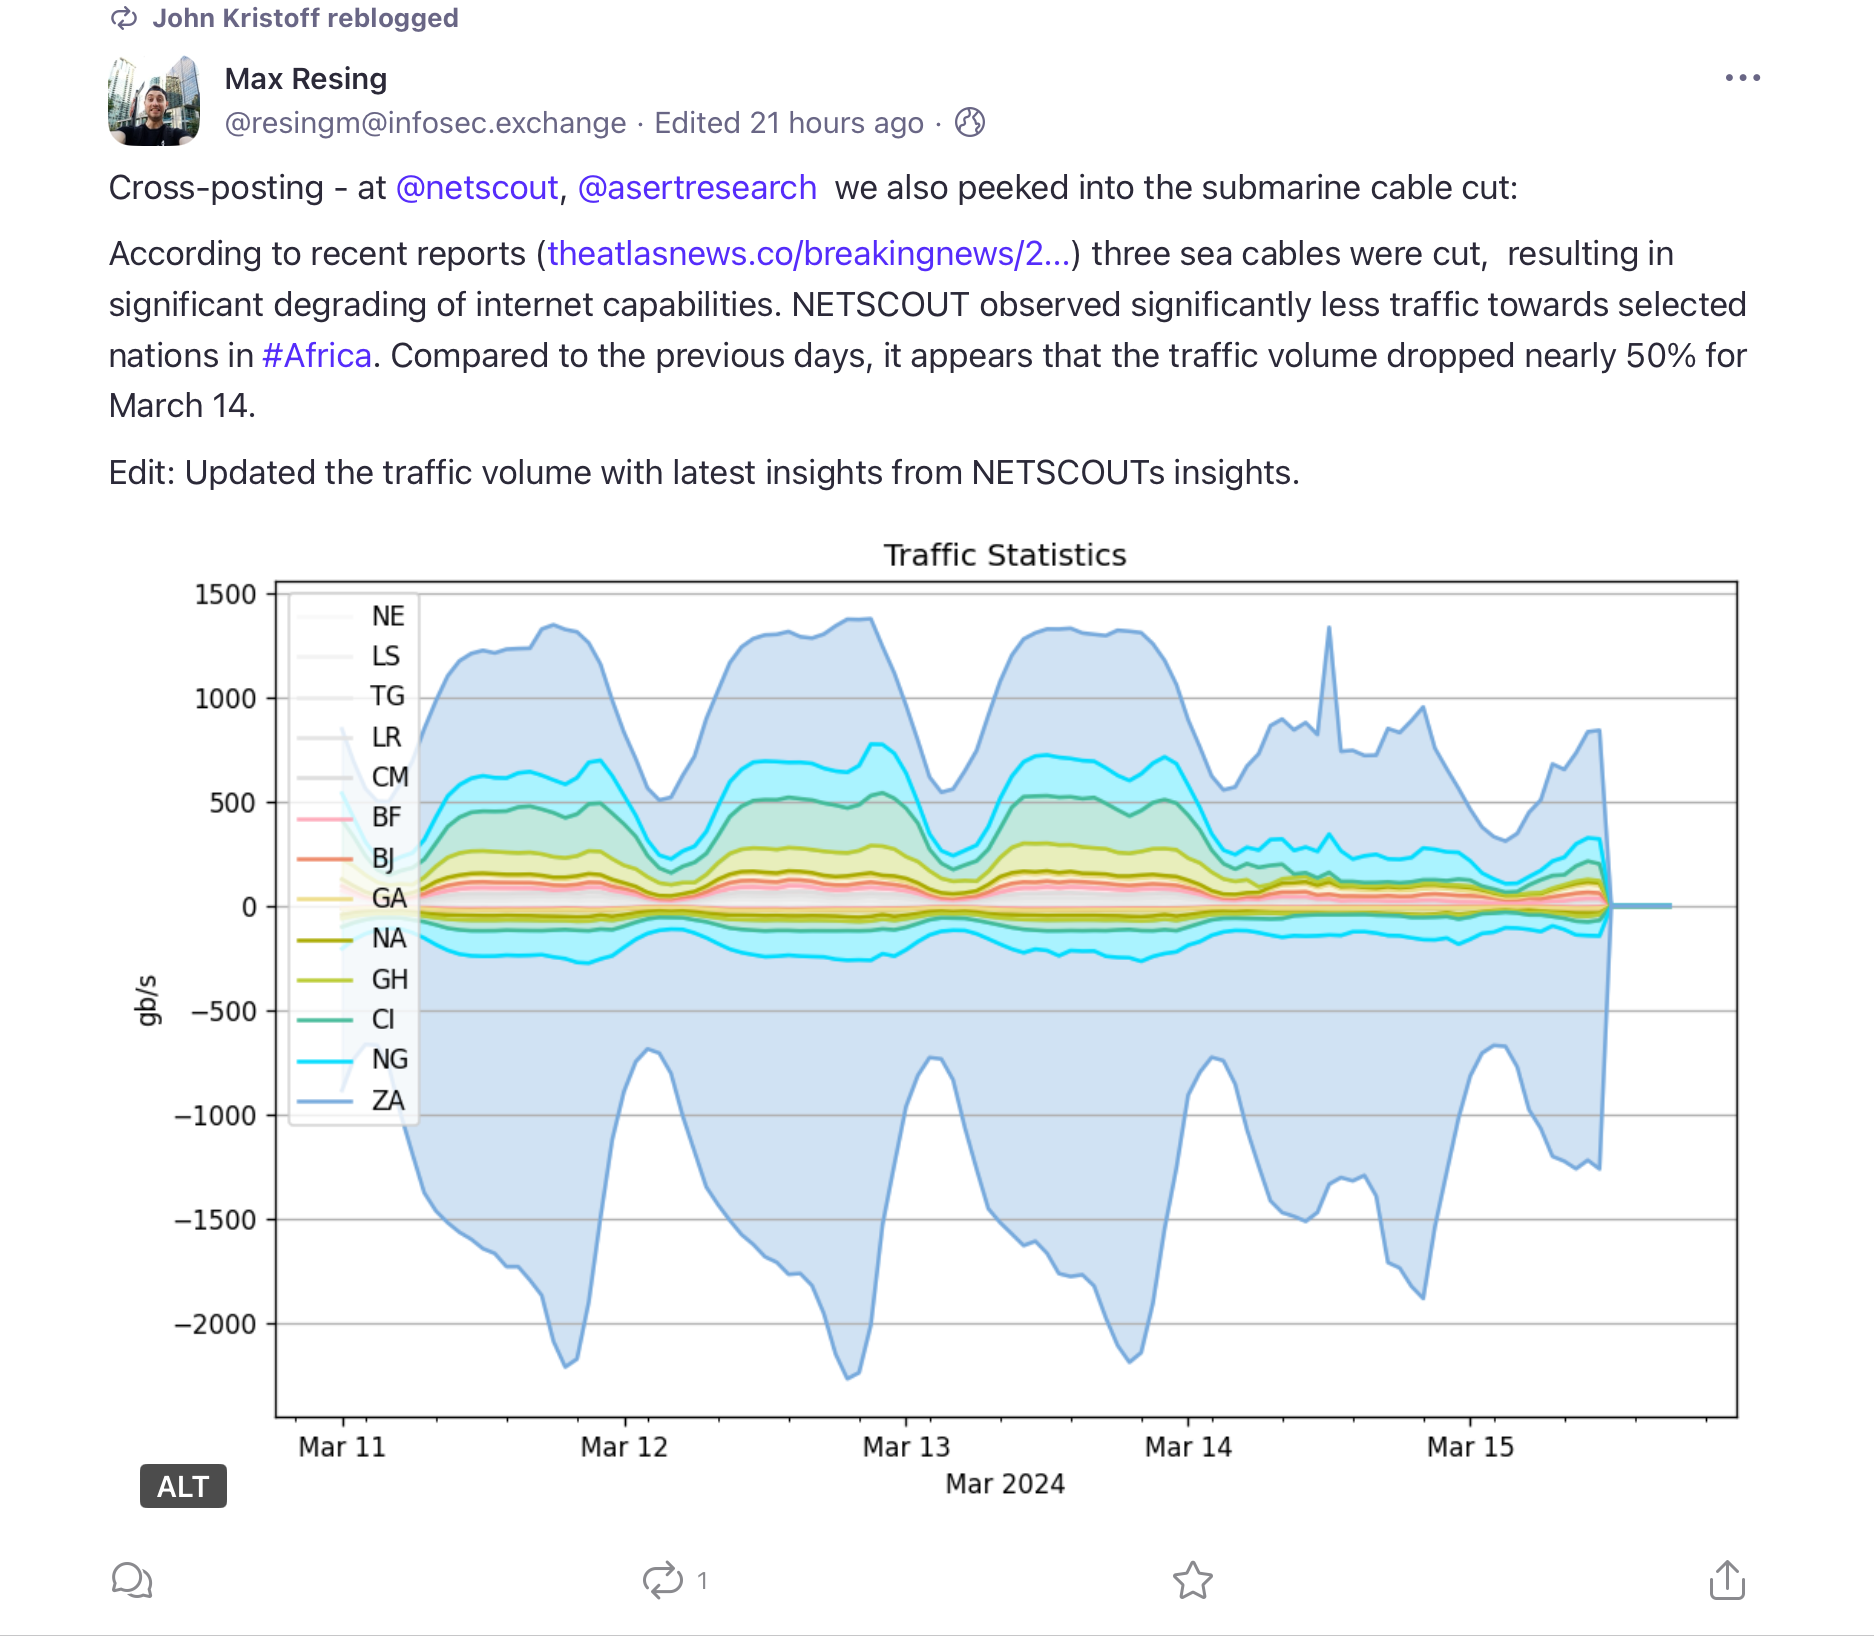 John Kristoff reblogged
Max Resing
@resingm@infosec.exchange · Edited 21 hours ago ·
Cross-posting - at @netscout, @asertresearch  we also peeked into the submarine cable cut:
According to recent reports (theatlasnews.co/breakingnews/2...) three sea cables were cut,  resulting in
significant degrading of internet capabilities. NETSCOUT observed significantly less traffic towards selected
nations in #Africa. Compared to the previous days, it appears that the traffic volume dropped nearly 50% for
March 14.
Edit: Updated the traffic volume with latest insights from NETSCOUTs insights.
Traffic Statistics
1500
1000
500
0
−500
−1000
−1500
−2000
gb/s
NE
LS
TG
LR
CM
BF
BJ
GA
NA
GH
CI
NG
ZA
Mar 11
Mar 12
Mar 13
Mar 14
Mar 15
Mar 2024
ALT
1